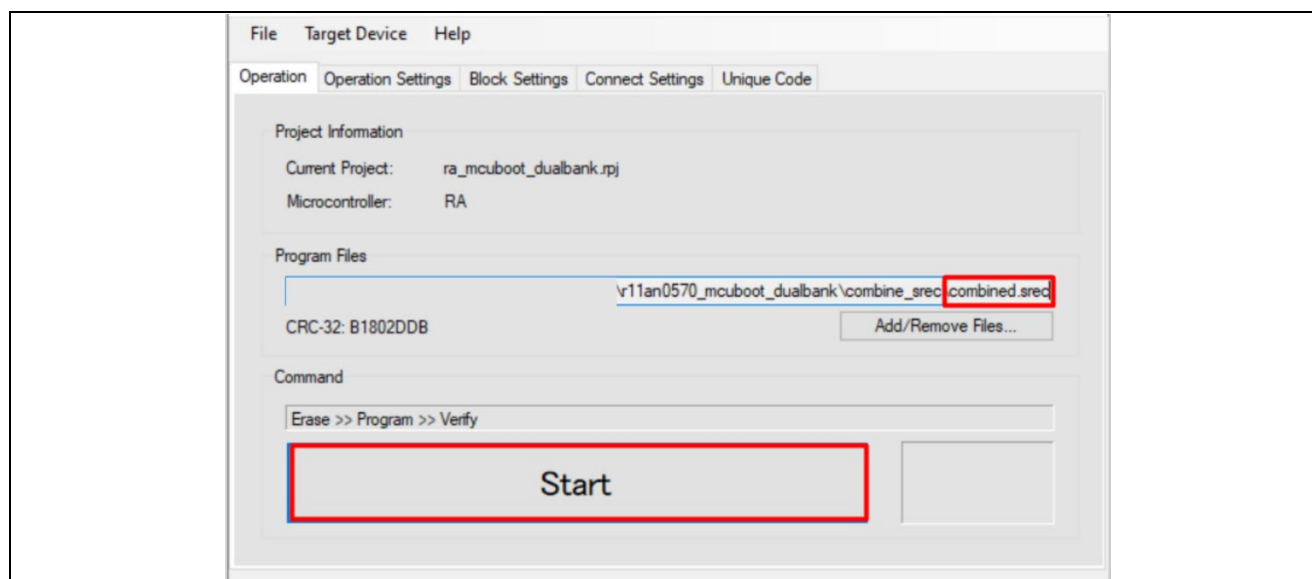 File Target Device Help
Operation Operation Settings Block Settings Connect Settings Unique Code
Project Information
Current Project: ra_mcuboot_dualbank.rpj
Microcontroller: RA
Program Files
\r11an0570_mcuboot_dualbank\combine_srec\combined.srec
CRC-32: B1802DDB Add/Remove Files...
Command
Erase >> Program >> Verify
Start